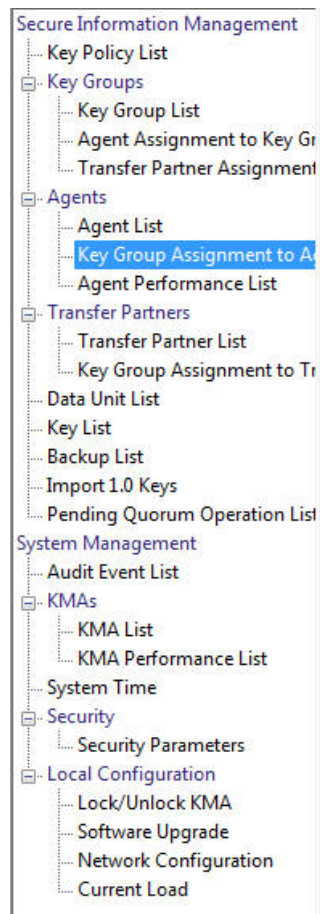 Secure Information Management
Key Policy List
Key Groups
Key Group List
Agent Assignment to Key Gr
Transfer Partner Assignment
Agents
Agent List
Key Group Assignment to A
Agent Performance List
Transfer Partners
Transfer Partner List
Key Group Assignment to Tr
Data Unit List
Key List
Backup List
Import 1.0 Keys
Pending Quorum Operation List
System Management
Audit Event List
KMAs
KMA List
KMA Performance List
System Time
Security
Security Parameters
Local Configuration
Lock/Unlock KMA
Software Upgrade
Network Configuration
Current Load